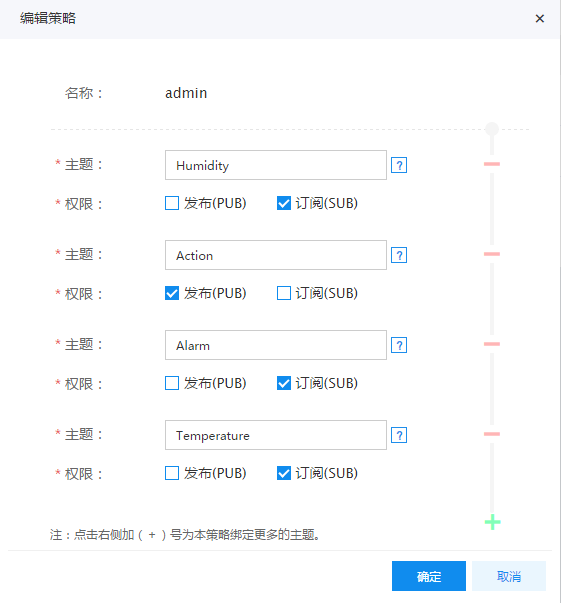 编辑策略 ×
名称： admin
* 主题： Humidity ?
* 权限： 发布(PUB) 订阅(SUB)
* 主题： Action ?
* 权限： 发布(PUB) 订阅(SUB)
* 主题： Alarm ?
* 权限： 发布(PUB) 订阅(SUB)
* 主题： Temperature ?
* 权限： 发布(PUB) 订阅(SUB)
注：点击右侧加（ + ）号为本策略绑定更多的主题。
确定 取消